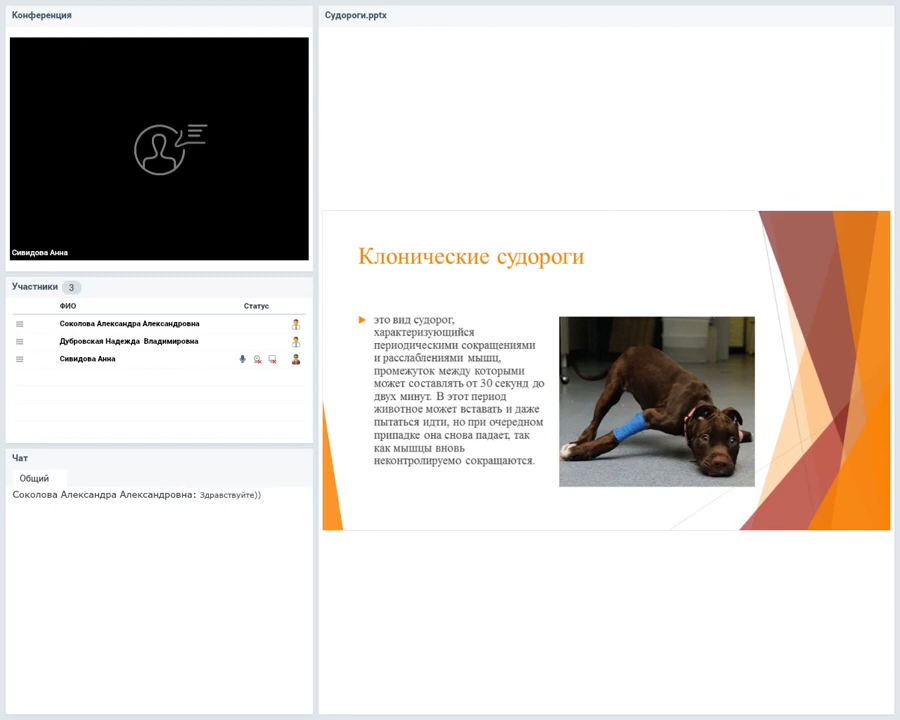 Конференция
Сивидова Анна
Участники 3
ФИО Статус
Соколова Александра Александровна
Дубровская Надежда Владимировна
Сивидова Анна
Чат
Общий
Соколова Александра Александровна: Здравствуйте))
Судороги.pptx
Клонические судороги
это вид судорог,
характеризующийся
периодическими сокращениями
и расслаблениями мышц,
промежуток между которыми
может составлять от 30 секунд до
двух минут. В этот период
животное может вставать и даже
пытаться идти, но при очередном
припадке она снова падает, так
как мышцы вновь
неконтролируемо сокращаются.